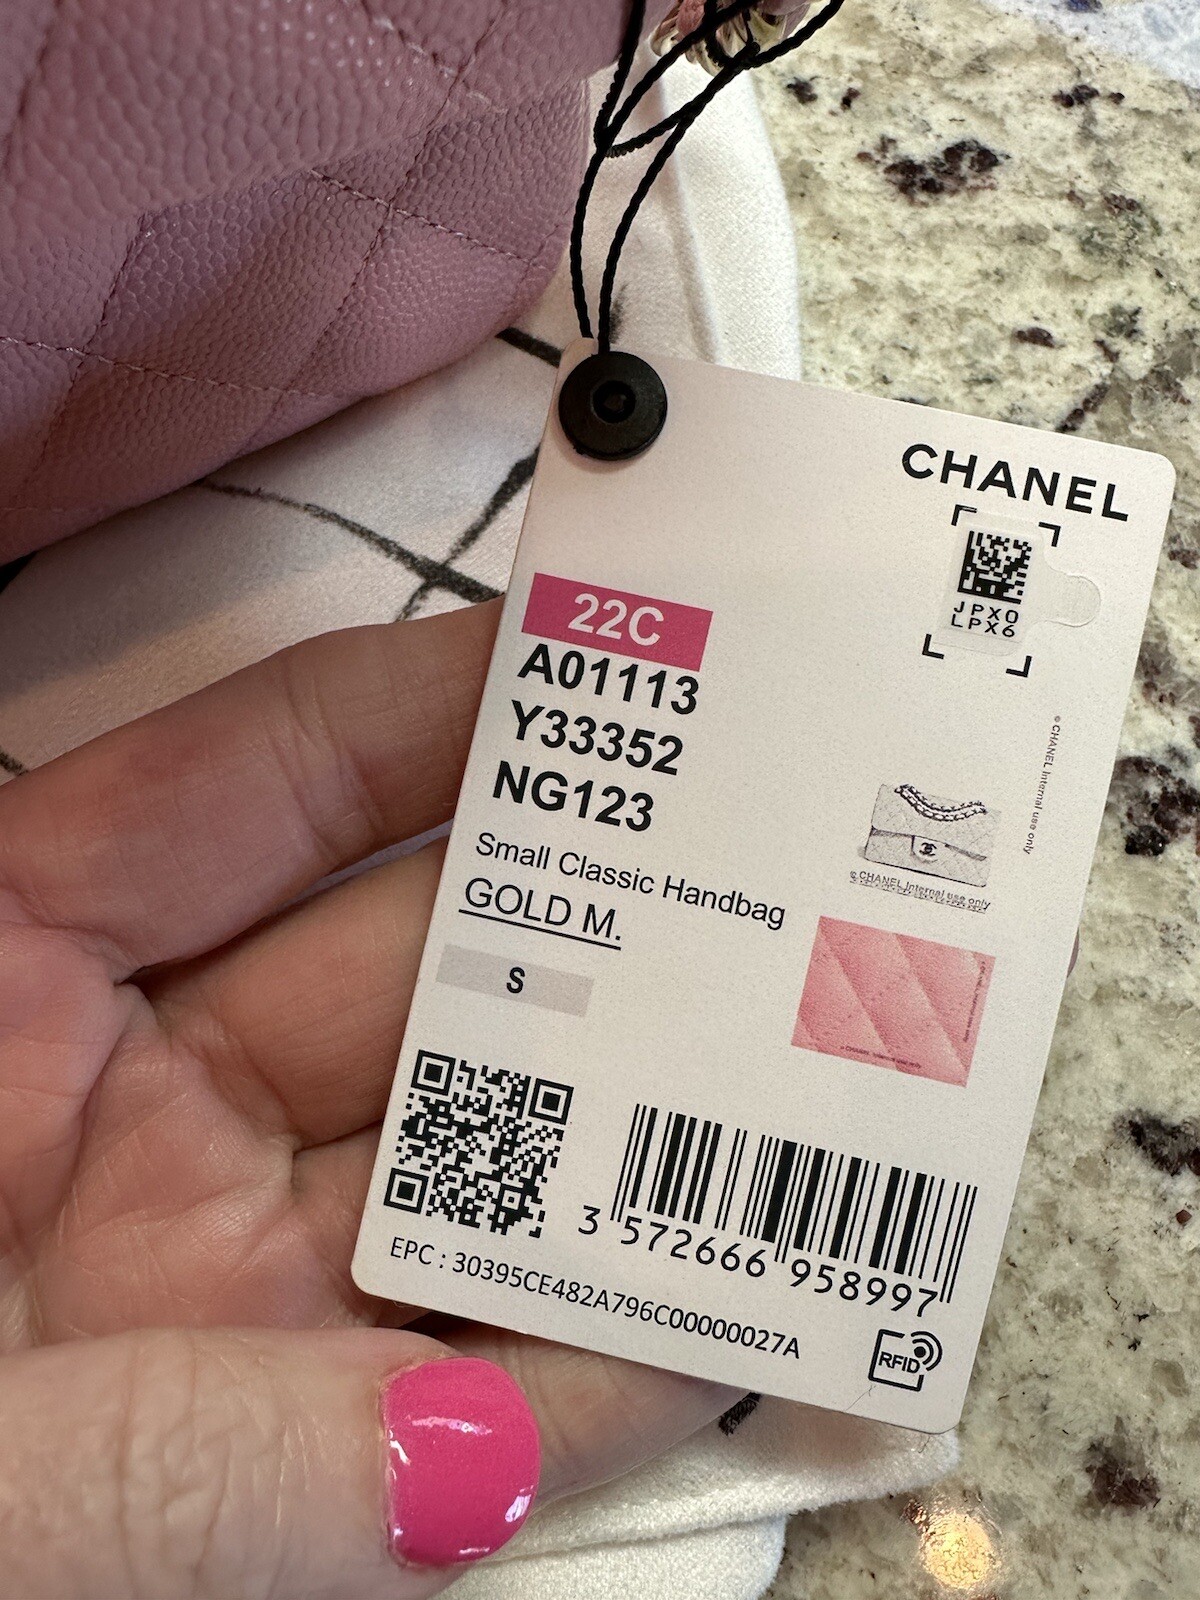 CHANEL
JPX0
LPX6
22C
A01113
Y33352
NG123
Small Classic Handbag
GOLD M.
S
© CHANEL Internal use only
© CHANEL Internal use only
3 572666 958997
EPC : 30395CE482A796C00000027A
RFID